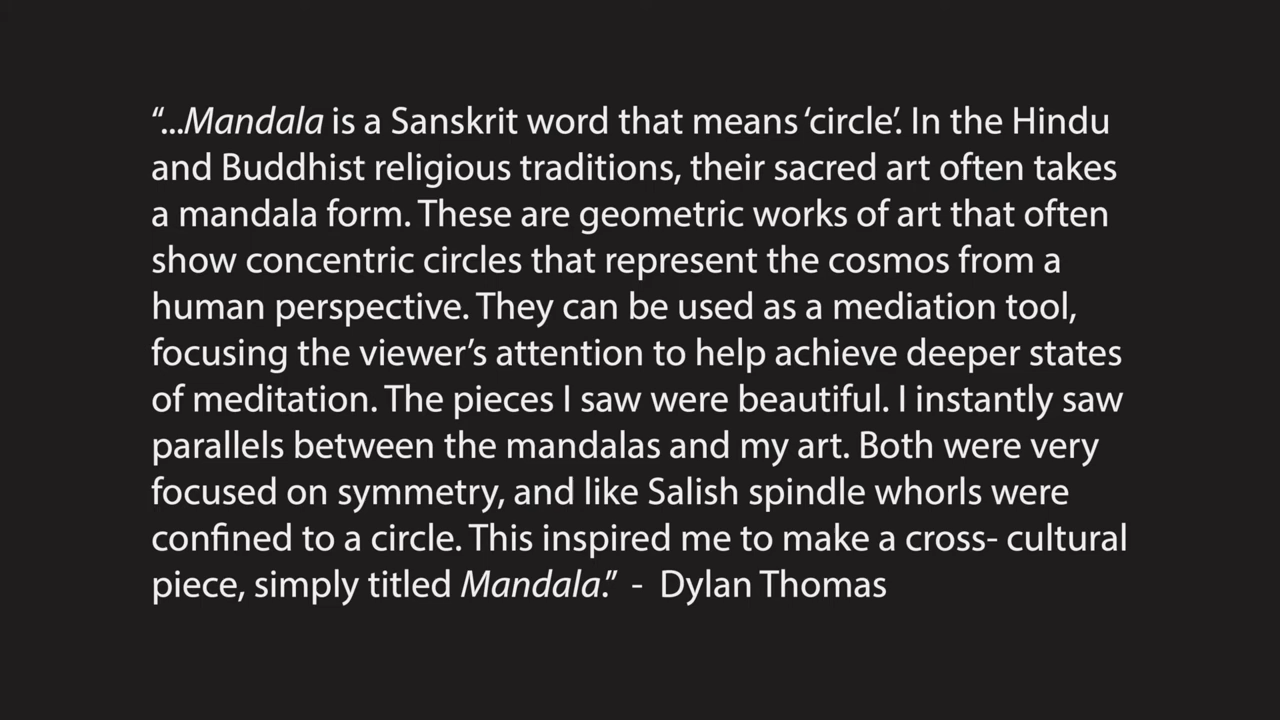 “...Mandala is a Sanskrit word that means ‘circle’. In the Hindu
and Buddhist religious traditions, their sacred art often takes
a mandala form. These are geometric works of art that often
show concentric circles that represent the cosmos from a
human perspective. They can be used as a mediation tool,
focusing the viewer’s attention to help achieve deeper states
of meditation. The pieces I saw were beautiful. I instantly saw
parallels between the mandalas and my art. Both were very
focused on symmetry, and like Salish spindle whorls were
confined to a circle. This inspired me to make a cross- cultural
piece, simply titled Mandala.” - Dylan Thomas